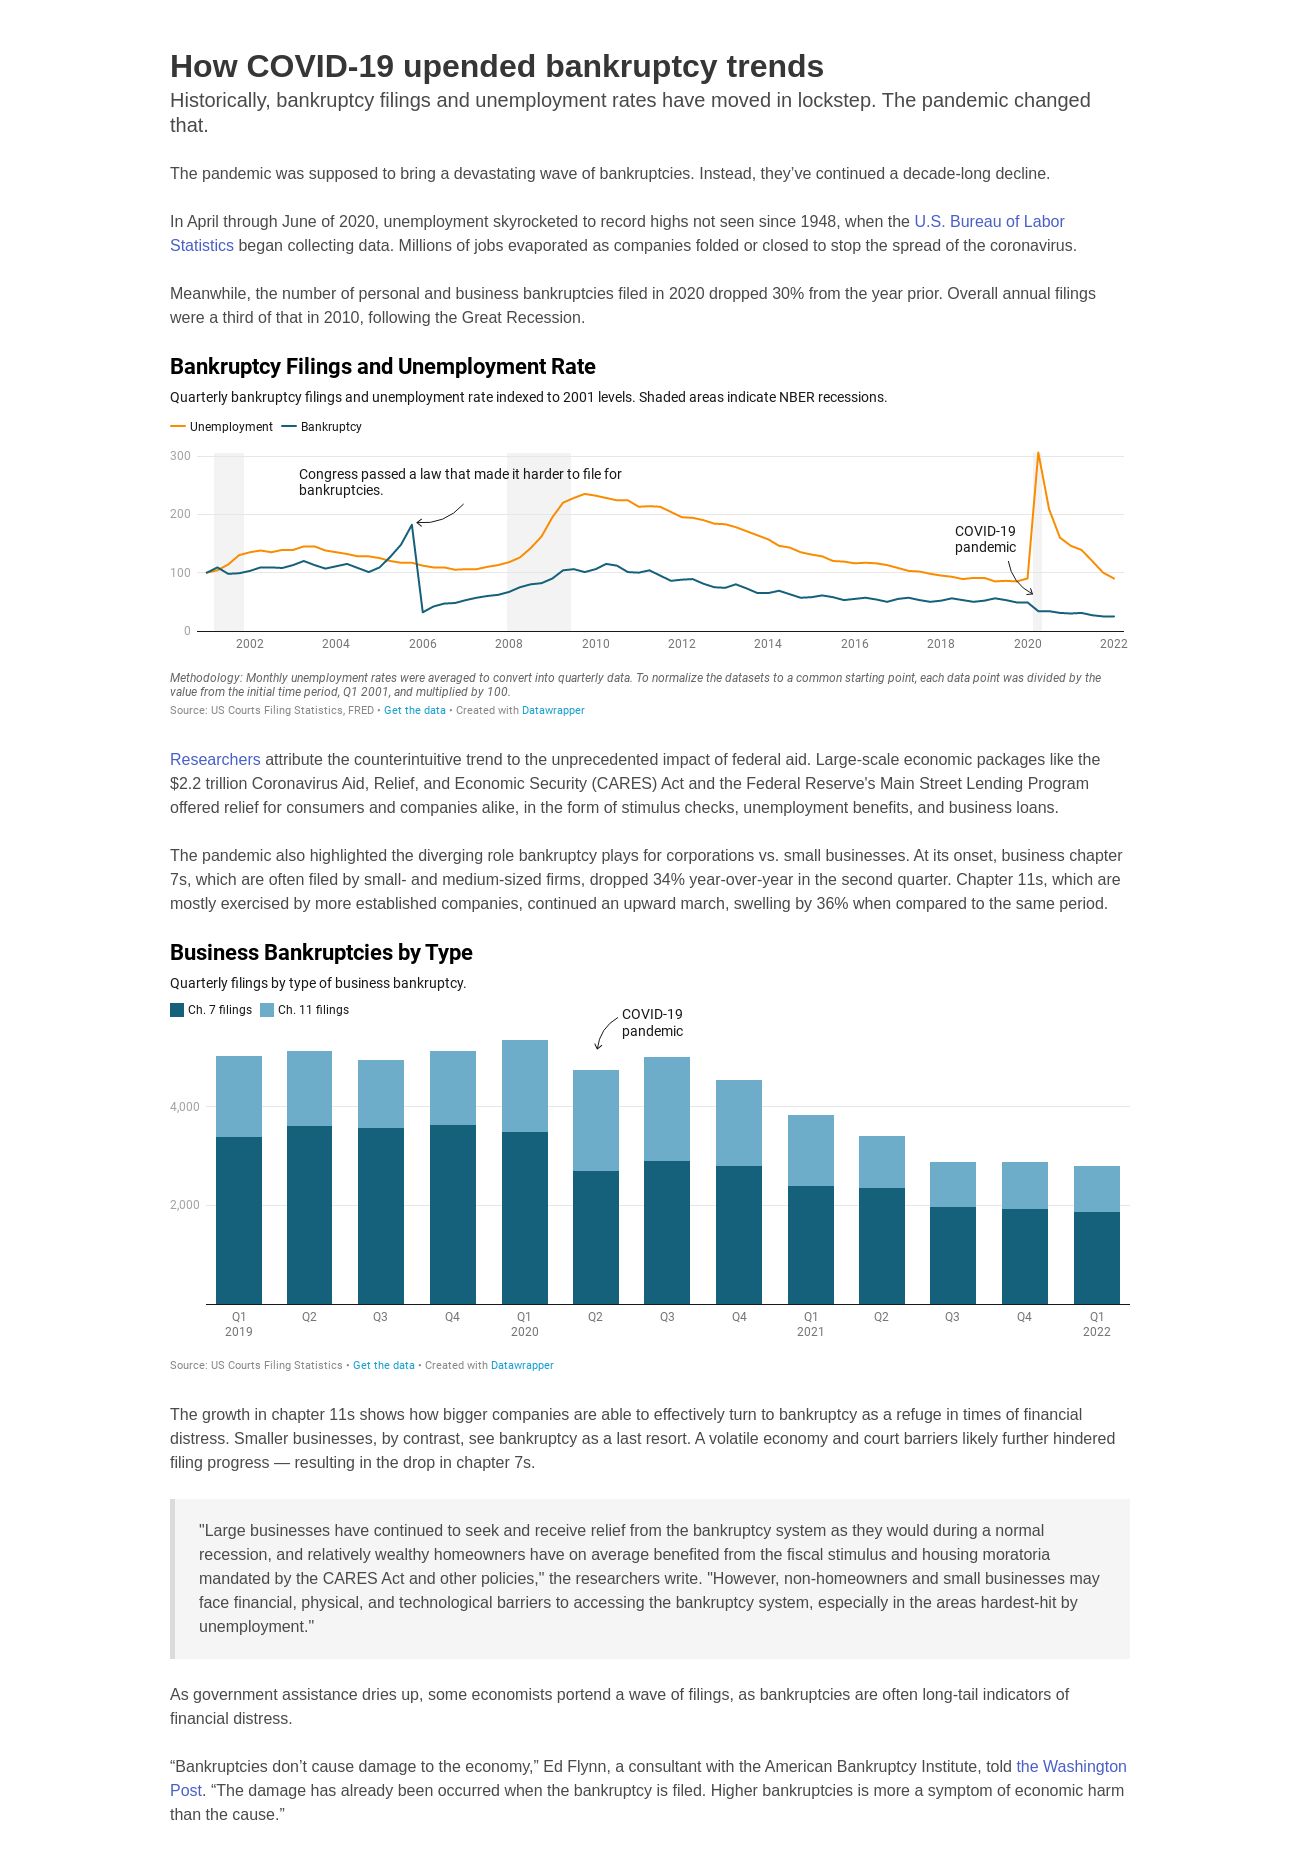 How COVID-19 upended bankruptcy trends
Historically, bankruptcy filings and unemployment rates have moved in lockstep. The pandemic changed
that.
The pandemic was supposed to bring a devastating wave of bankruptcies. Instead, they’ve continued a decade-long decline.
In April through June of 2020, unemployment skyrocketed to record highs not seen since 1948, when the U.S. Bureau of Labor
Statistics began collecting data. Millions of jobs evaporated as companies folded or closed to stop the spread of the coronavirus.
Meanwhile, the number of personal and business bankruptcies filed in 2020 dropped 30% from the year prior. Overall annual filings
were a third of that in 2010, following the Great Recession.
Bankruptcy Filings and Unemployment Rate
Quarterly bankruptcy filings and unemployment rate indexed to 2001 levels. Shaded areas indicate NBER recessions.
Unemployment Bankruptcy
300
Congress passed a law that made it harder to file for
bankruptcies.
200
COVID-19
pandemic
100
0
2002 2004 2006 2008 2010 2012 2014 2016 2018 2020 2022
Methodology: Monthly unemployment rates were averaged to convert into quarterly data. To normalize the datasets to a common starting point, each data point was divided by the
value from the initial time period, Q1 2001, and multiplied by 100.
Source: US Courts Filing Statistics, FRED • Get the data • Created with Datawrapper
Researchers attribute the counterintuitive trend to the unprecedented impact of federal aid. Large-scale economic packages like the
$2.2 trillion Coronavirus Aid, Relief, and Economic Security (CARES) Act and the Federal Reserve's Main Street Lending Program
offered relief for consumers and companies alike, in the form of stimulus checks, unemployment benefits, and business loans.
The pandemic also highlighted the diverging role bankruptcy plays for corporations vs. small businesses. At its onset, business chapter
7s, which are often filed by small- and medium-sized firms, dropped 34% year-over-year in the second quarter. Chapter 11s, which are
mostly exercised by more established companies, continued an upward march, swelling by 36% when compared to the same period.
Business Bankruptcies by Type
Quarterly filings by type of business bankruptcy.
Ch. 7 filings Ch. 11 filings
COVID-19
pandemic
4,000
2,000
Q1 Q2 Q3 Q4 Q1 Q2 Q3 Q4 Q1 Q2 Q3 Q4 Q1
2019 2020 2021 2022
Source: US Courts Filing Statistics • Get the data • Created with Datawrapper
The growth in chapter 11s shows how bigger companies are able to effectively turn to bankruptcy as a refuge in times of financial
distress. Smaller businesses, by contrast, see bankruptcy as a last resort. A volatile economy and court barriers likely further hindered
filing progress — resulting in the drop in chapter 7s.
"Large businesses have continued to seek and receive relief from the bankruptcy system as they would during a normal
recession, and relatively wealthy homeowners have on average benefited from the fiscal stimulus and housing moratoria
mandated by the CARES Act and other policies," the researchers write. "However, non-homeowners and small businesses may
face financial, physical, and technological barriers to accessing the bankruptcy system, especially in the areas hardest-hit by
unemployment."
As government assistance dries up, some economists portend a wave of filings, as bankruptcies are often long-tail indicators of
financial distress.
“Bankruptcies don’t cause damage to the economy,” Ed Flynn, a consultant with the American Bankruptcy Institute, told the Washington
Post. “The damage has already been occurred when the bankruptcy is filed. Higher bankruptcies is more a symptom of economic harm
than the cause.”